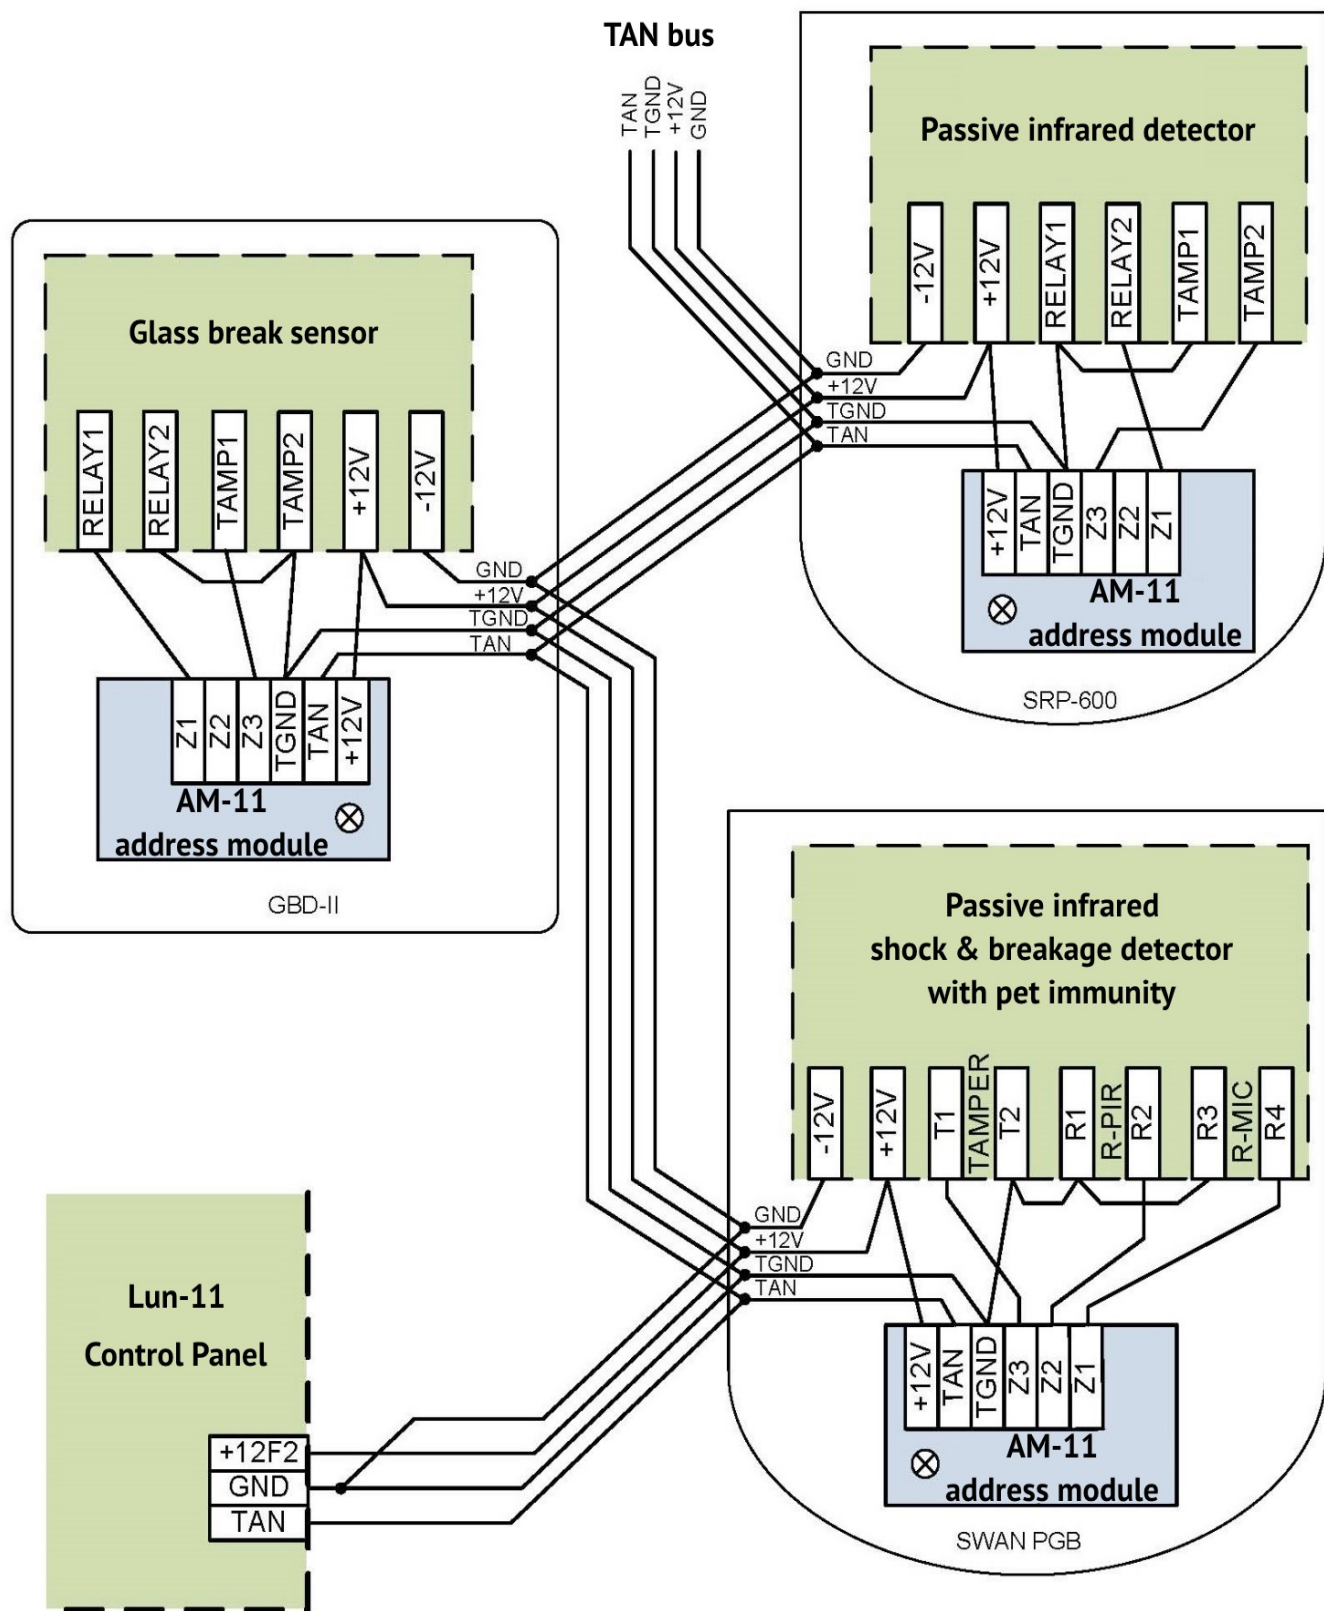 TAN bus
TAN
TGND
+12V
GND
Passive infrared detector
-12V
+12V
RELAY1
RELAY2
TAMP1
TAMP2
GND
+12V
TGND
TAN
+12V
TAN
TGND
Z3
Z2
Z1
AM-11
address module
SRP-600
Glass break sensor
RELAY1
RELAY2
TAMP1
TAMP2
+12V
-12V
GND
+12V
TGND
TAN
Z1
Z2
Z3
TGND
TAN
+12V
AM-11
address module
GBD-II
Passive infrared
shock & breakage detector
with pet immunity
-12V
+12V
T1
TAMPER
T2
R1
R-PIR
R2
R3
R-MIC
R4
GND
+12V
TGND
TAN
+12V
TAN
TGND
Z3
Z2
Z1
AM-11
address module
SWAN PGB
Lun-11
Control Panel
+12F2
GND
TAN